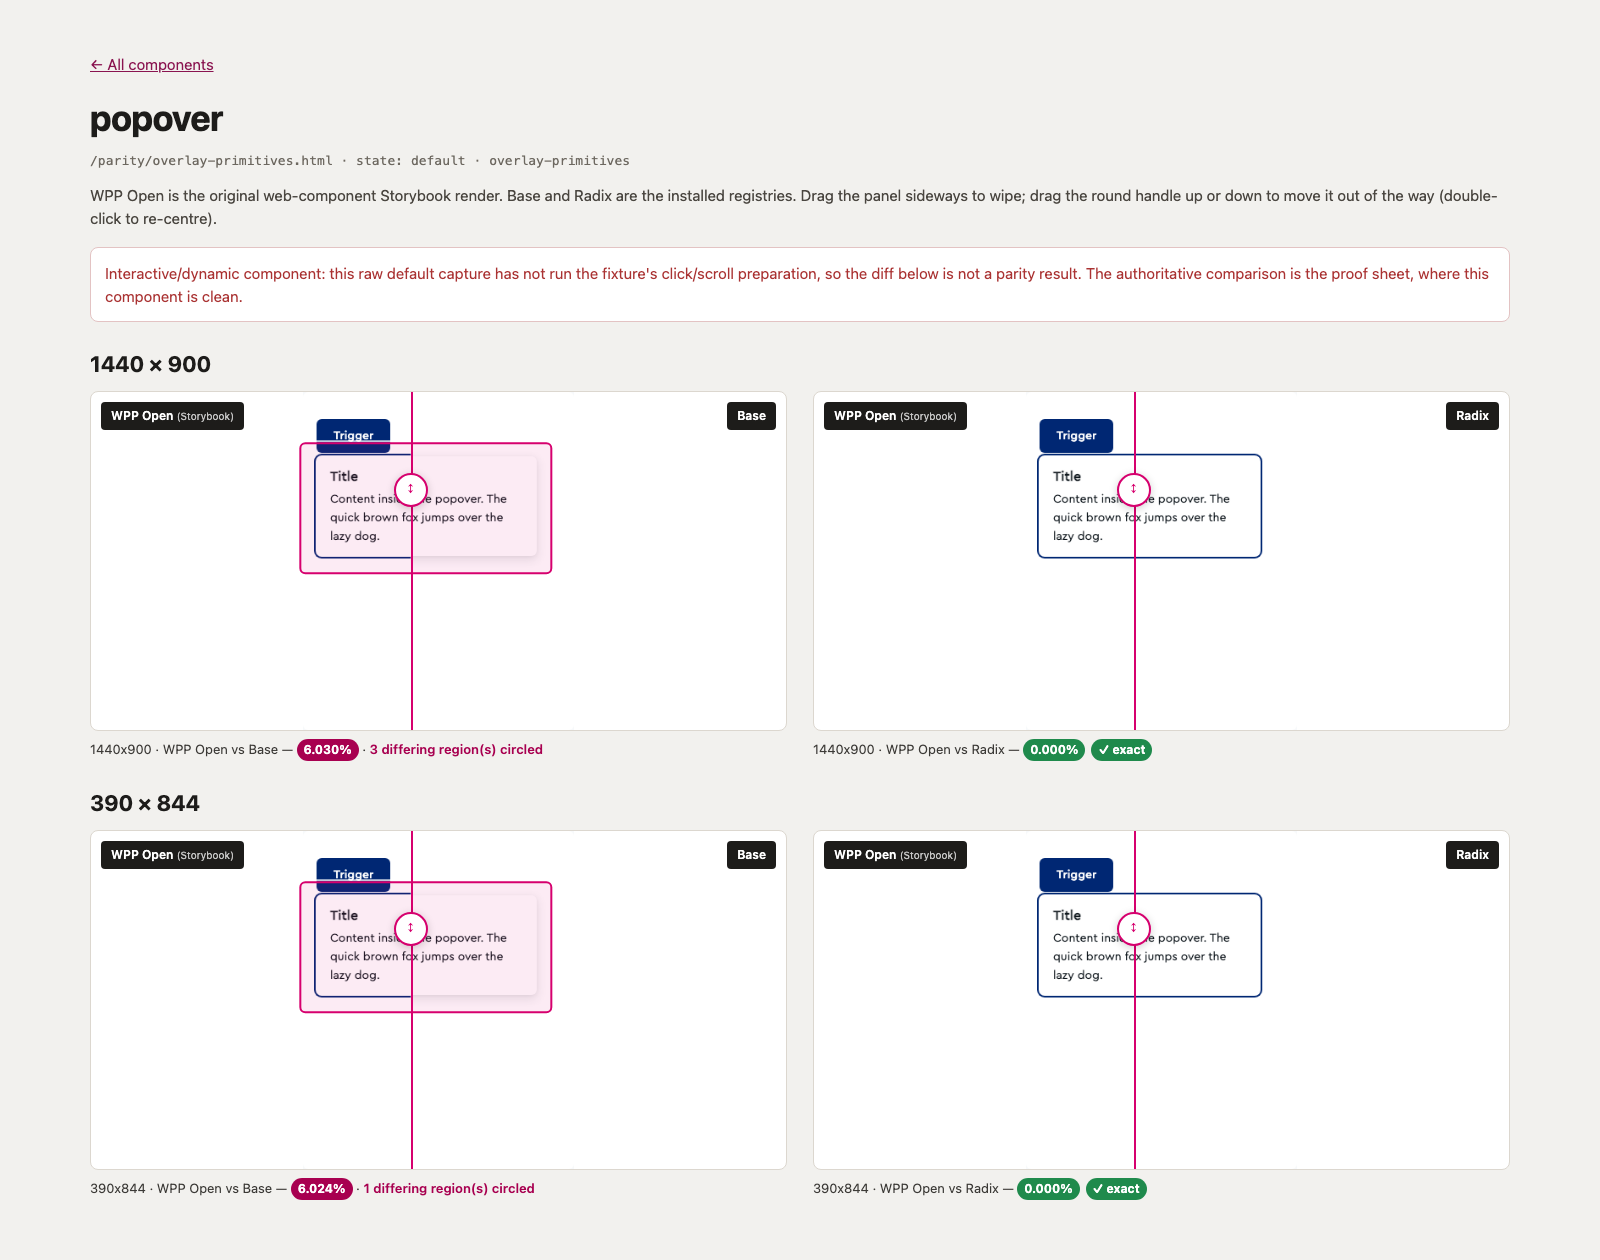 ← All components
popover
/parity/overlay-primitives.html · state: default · overlay-primitives
WPP Open is the original web-component Storybook render. Base and Radix are the installed registries. Drag the panel sideways to wipe; drag the round handle up or down to move it out of the way (double-
click to re-centre).
Interactive/dynamic component: this raw default capture has not run the fixture's click/scroll preparation, so the diff below is not a parity result. The authoritative comparison is the proof sheet, where this
component is clean.
1440 × 900
WPP Open (Storybook)
Base
Trigger
Title
Content insi e popover. The
quick brown fox jumps over the
lazy dog.
1440x900 · WPP Open vs Base — 6.030% · 3 differing region(s) circled
WPP Open (Storybook)
Radix
Trigger
Title
Content insi e popover. The
quick brown fox jumps over the
lazy dog.
1440x900 · WPP Open vs Radix — 0.000% ✓ exact
390 × 844
WPP Open (Storybook)
Base
Trigger
Title
Content insi e popover. The
quick brown fox jumps over the
lazy dog.
390x844 · WPP Open vs Base — 6.024% · 1 differing region(s) circled
WPP Open (Storybook)
Radix
Trigger
Title
Content insi e popover. The
quick brown fox jumps over the
lazy dog.
390x844 · WPP Open vs Radix — 0.000% ✓ exact